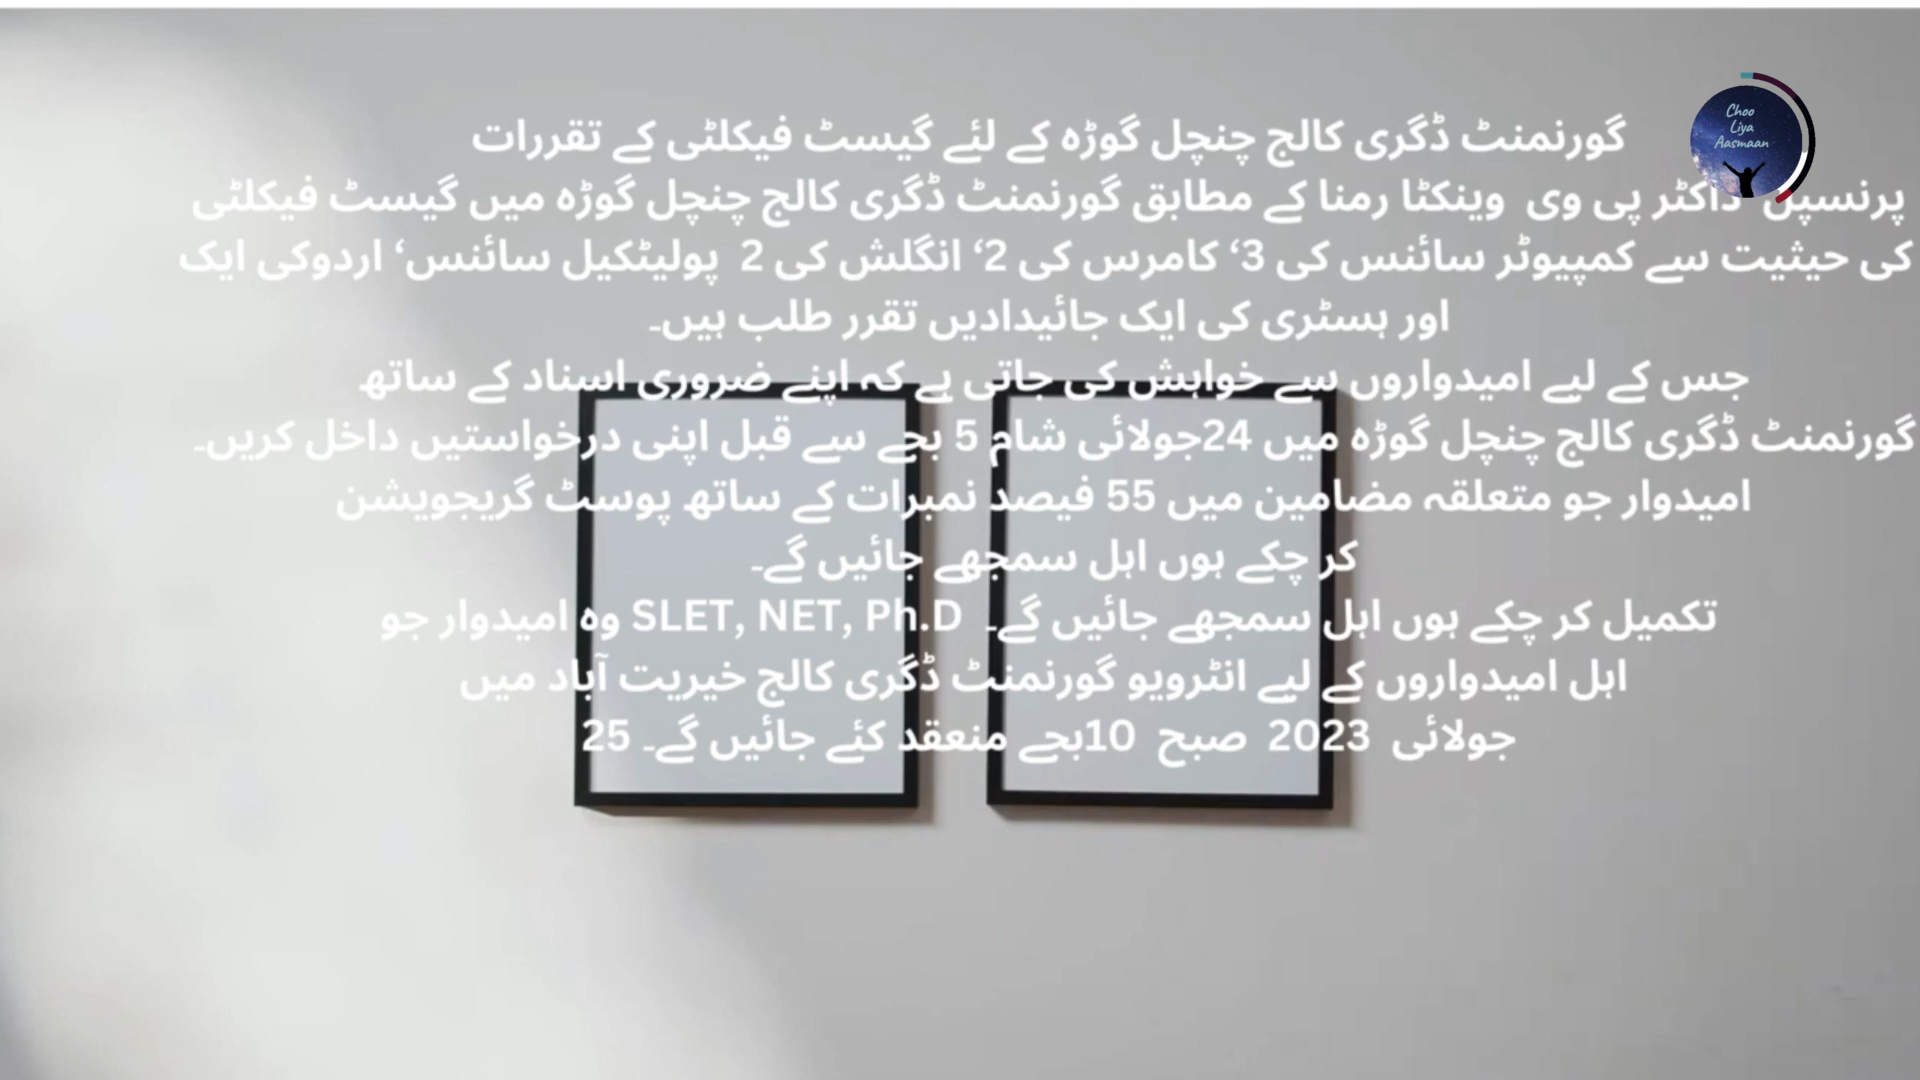 Choo
Liya
Aasmaan
گورنمنٹ ڈگری کالج چنچل گوڑہ کے لئے گیسٹ فیکلٹی کے تقررات
پرنسپل ڈاکٹر پی وی وینکٹا رمنا کے مطابق گورنمنٹ ڈگری کالج چنچل گوڑہ میں گیسٹ فیکلٹی
کی حیثیت سے کمپیوٹر سائنس کی 3‘ کامرس کی 2‘ انگلش کی 2 پولیٹکیل سائنس‘ اردوکی ایک
اور ہسٹری کی ایک جائیدادیں تقرر طلب ہیں۔
جس کے لیے امیدواروں سے خواہش کی جاتی ہے کہ اپنے ضروری اسناد کے ساتھ
گورنمنٹ ڈگری کالج چنچل گوڑہ میں 24جولائی شام 5 بجے سے قبل اپنی درخواستیں داخل کریں۔
امیدوار جو متعلقہ مضامین میں 55 فیصد نمبرات کے ساتھ پوسٹ گریجویشن
کر چکے ہوں اہل سمجھے جائیں گے۔
تکمیل کر چکے ہوں اہل سمجھے جائیں گے۔ SLET, NET, Ph.D وہ امیدوار جو
اہل امیدواروں کے لیے انٹرویو گورنمنٹ ڈگری کالج خیریت آباد میں
جولائی 2023 صبح 10بجے منعقد کئے جائیں گے۔ 25